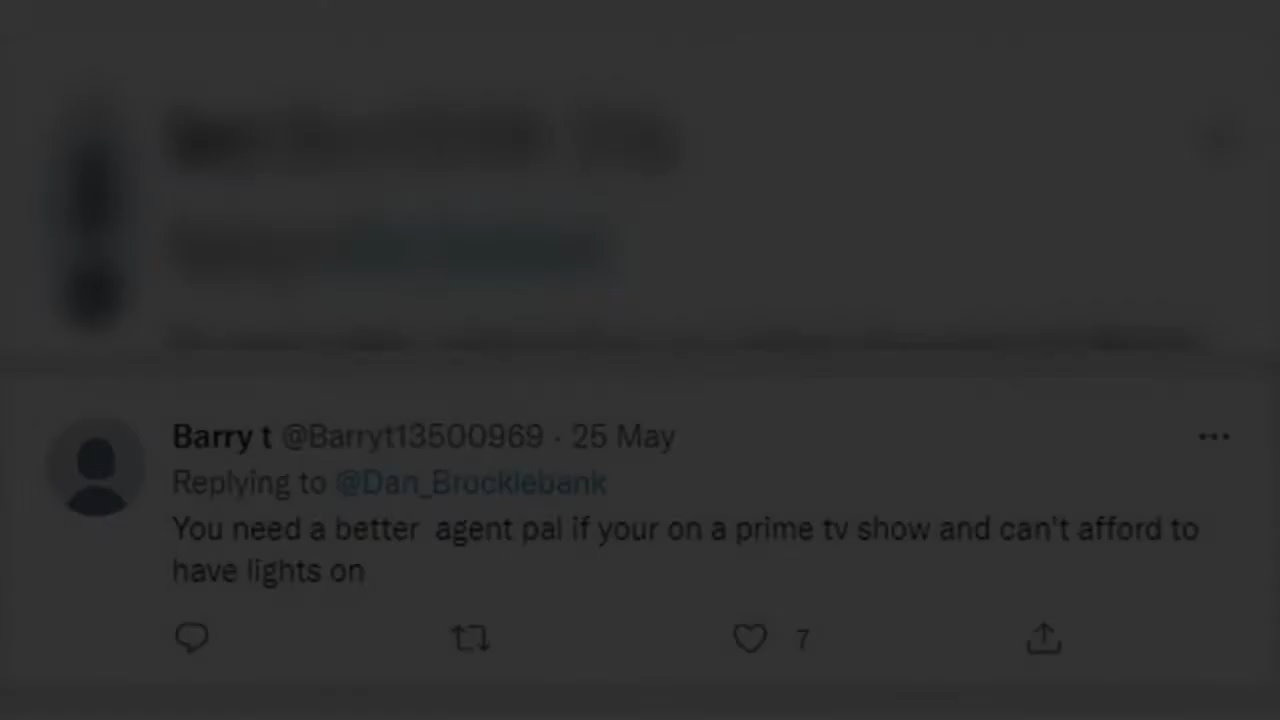 Barry t @Barryt13500969 · 25 May
Replying to @Dan_Brocklebank
You need a better  agent pal if your on a prime tv show and can't afford to
have lights on
7